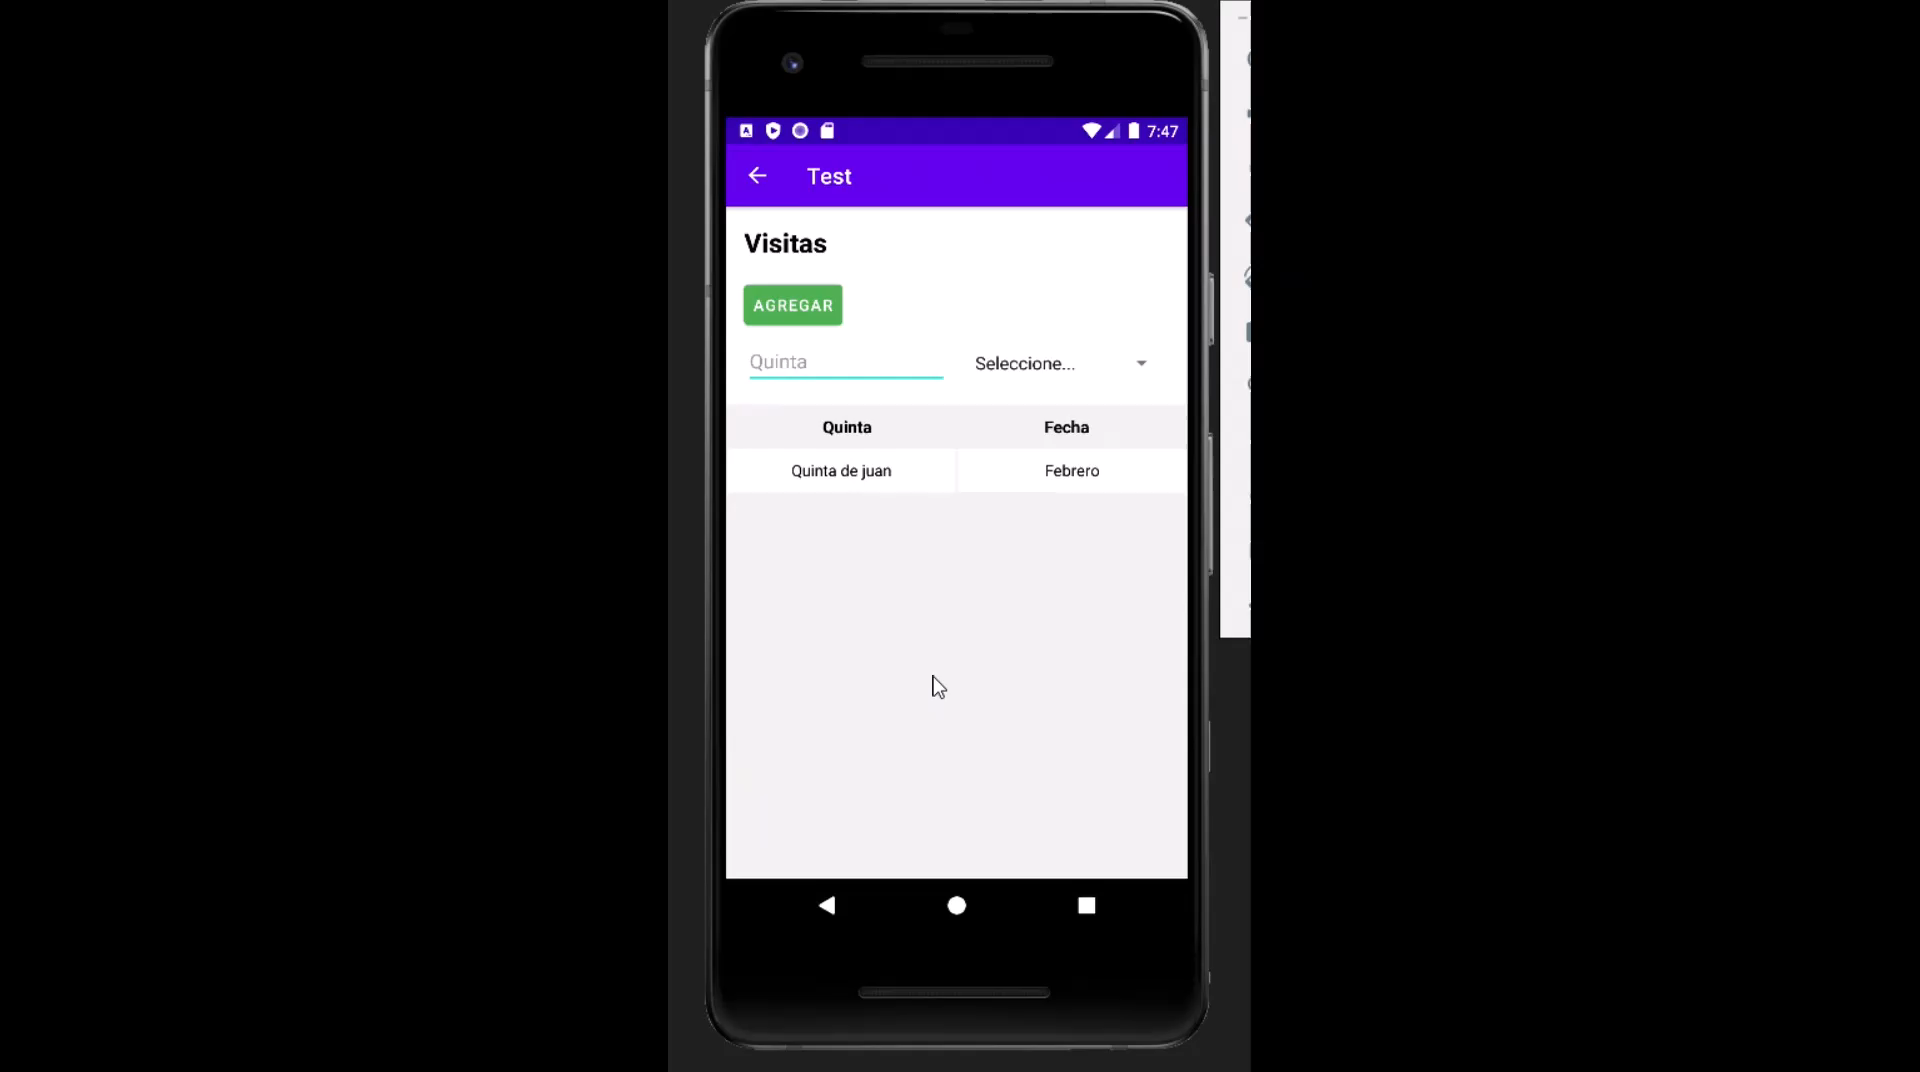 7:47
Test
Visitas
AGREGAR
Quinta Seleccione...
Quinta Fecha
Quinta de juan Febrero